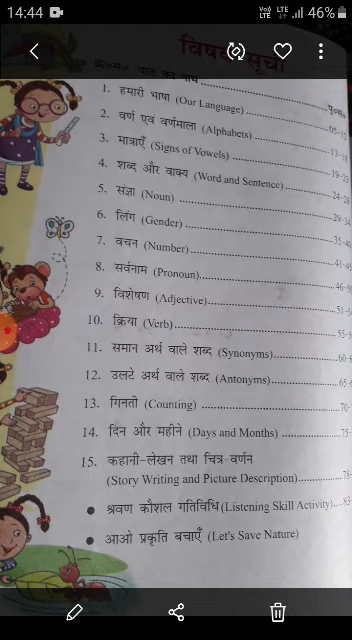 14:44 46%
विषय सूची
क्र०सं० पाठ का नाम
1. हमारी भाषा (Our Language)
2. वर्ण एवं वर्णमाला (Alphabets)
3. मात्राएँ (Signs of Vowels)
4. शब्द और वाक्य (Word and Sentence)
5. संज्ञा (Noun)
6. लिंग (Gender)
7. वचन (Number)
8. सर्वनाम (Pronoun)
9. विशेषण (Adjective)
10. क्रिया (Verb)
11. समान अर्थ वाले शब्द (Synonyms)
12. उलटे अर्थ वाले शब्द (Antonyms)
13. गिनती (Counting)
14. दिन और महीने (Days and Months)
15. कहानी-लेखन तथा चित्र-वर्णन
(Story Writing and Picture Description)
• श्रवण कौशल गतिविधि (Listening Skill Activity)
• आओ प्रकृति बचाएँ (Let's Save Nature)